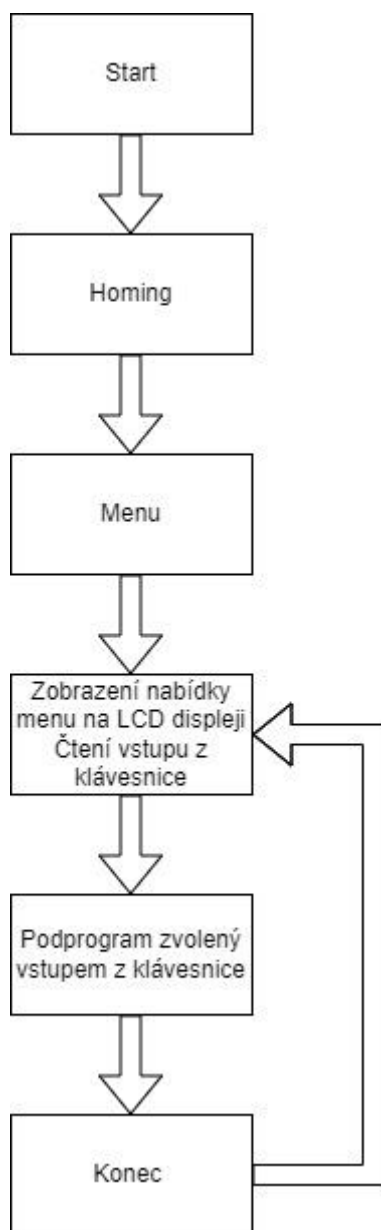 Start
Homing
Menu
Zobrazení nabídky
menu na LCD displeji
Čtení vstupu z
klávesnice
Podprogram zvolený
vstupem z klávesnice
Konec